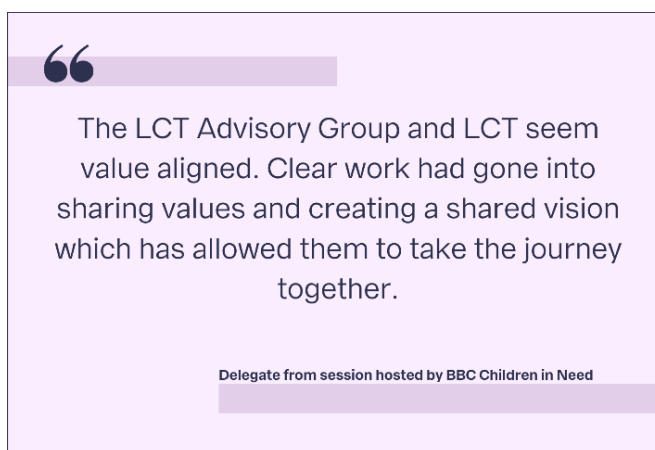 “
The LCT Advisory Group and LCT seem
value aligned. Clear work had gone into
sharing values and creating a shared vision
which has allowed them to take the journey
together.
Delegate from session hosted by BBC Children in Need